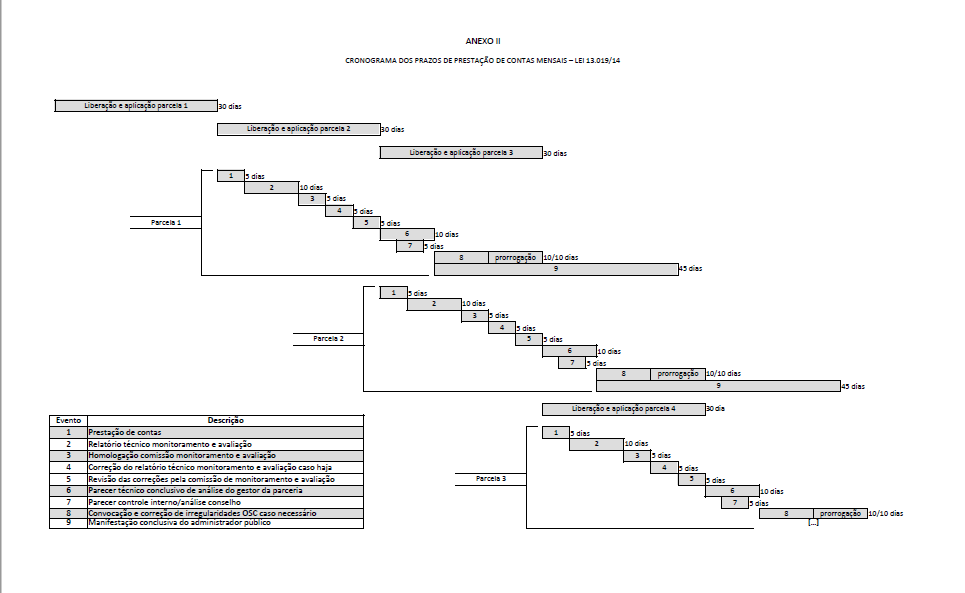 ANEXO II
CRONOGRAMA DOS PRAZOS DE PRESTAÇÃO DE CONTAS MENSAIS – LEI 13.019/14
Liberação e aplicação parcela 1 30 dias
Liberação e aplicação parcela 2 30 dias
Liberação e aplicação parcela 3 30 dias
Parcela 1
1 5 dias
2 10 dias
3 5 dias
4 5 dias
5 5 dias
6 10 dias
7 5 dias
8 prorrogação 10/10 dias
9 45 dias
Parcela 2
1 5 dias
2 10 dias
3 5 dias
4 5 dias
5 5 dias
6 10 dias
7 5 dias
8 prorrogação 10/10 dias
9 45 dias
Liberação e aplicação parcela 4 30 dia
Parcela 3
1 5 dias
2 10 dias
3 5 dias
4 5 dias
5 5 dias
6 10 dias
7 5 dias
8 prorrogação 10/10 dias
[...]
Evento Descrição
1 Prestação de contas
2 Relatório técnico monitoramento e avaliação
3 Homologação comissão monitoramento e avaliação
4 Correção do relatório técnico monitoramento e avaliação caso haja
5 Revisão das correções pela comissão de monitoramento e avaliação
6 Parecer técnico conclusivo de análise do gestor da parceria
7 Parecer controle interno/análise conselho
8 Convocação e correção de irregularidades OSC caso necessário
9 Manifestação conclusiva do administrador público